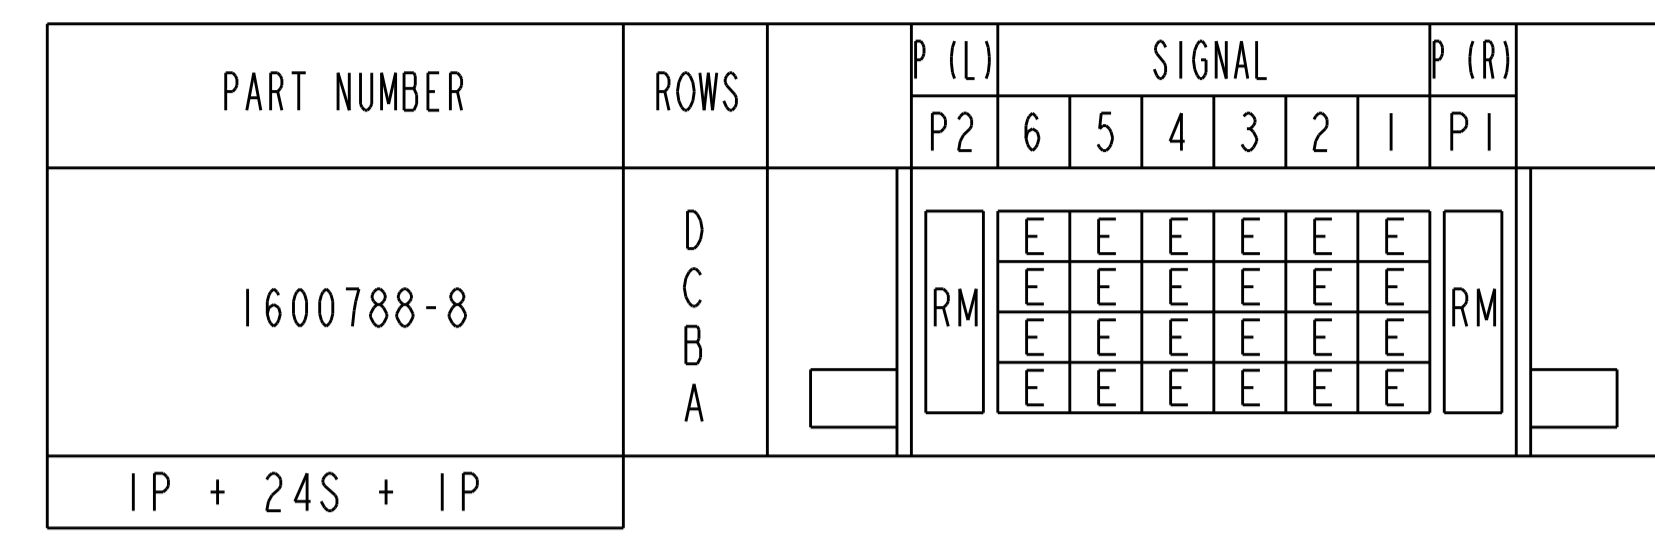 PART NUMBER ROWS P (L) SIGNAL P (R)
P2 6 5 4 3 2 1 P1
1600788-8
D
C
B
A
RM
E E E E E E
E E E E E E
E E E E E E
E E E E E E
RM
1P + 24S + 1P